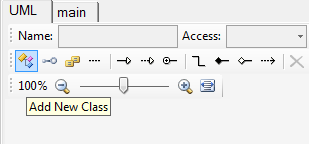 UML main
Name: Access:
100%
Add New Class